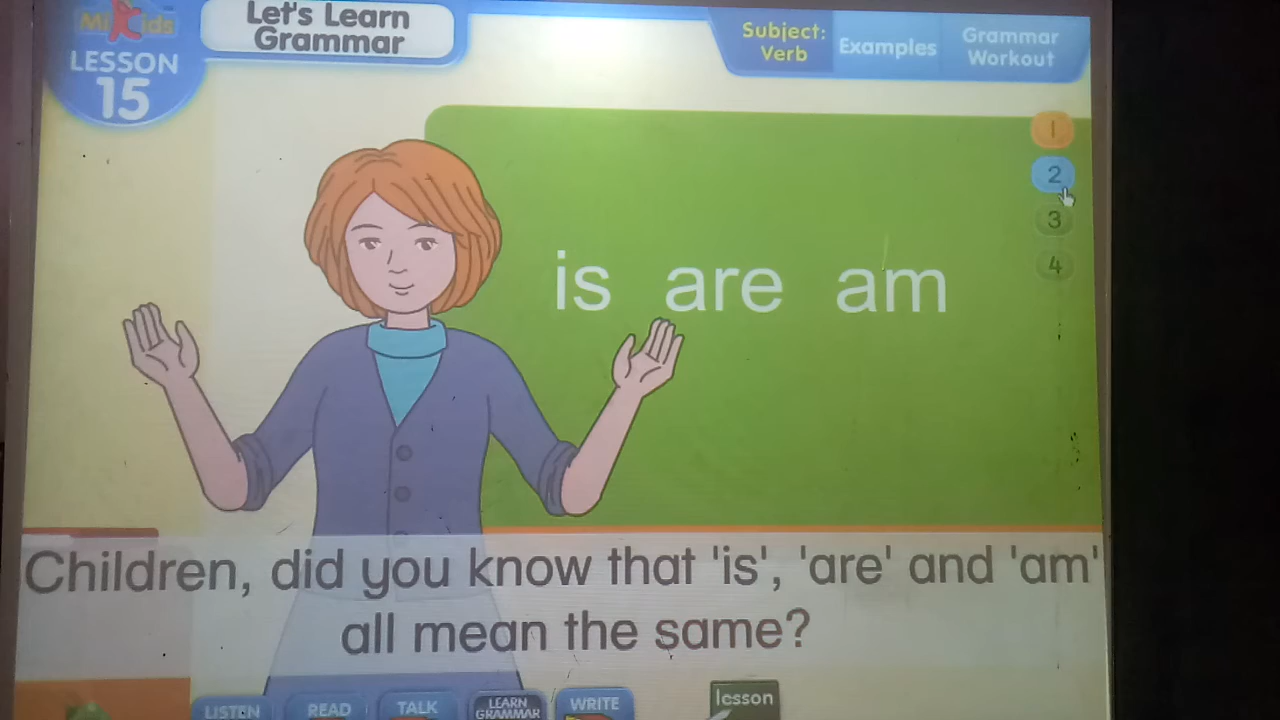 MiKids
LESSON
15
Let's Learn
Grammar
Subject:
Verb
Examples
Grammar
Workout
1
2
3
4
is are am
Children, did you know that 'is', 'are' and 'am'
all mean the same?
LISTEN
READ
TALK
LEARN
GRAMMAR
WRITE
lesson